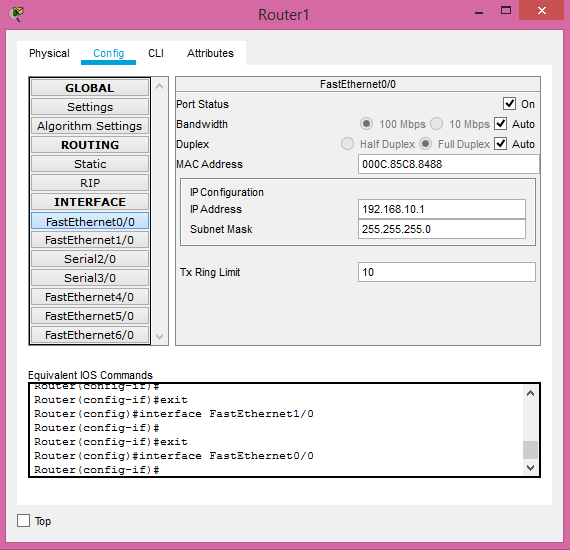 Router1
Physical Config CLI Attributes
GLOBAL
Settings
Algorithm Settings
ROUTING
Static
RIP
INTERFACE
FastEthernet0/0
FastEthernet1/0
Serial2/0
Serial3/0
FastEthernet4/0
FastEthernet5/0
FastEthernet6/0
FastEthernet0/0
Port Status On
Bandwidth 100 Mbps 10 Mbps Auto
Duplex Half Duplex Full Duplex Auto
MAC Address 000C.85C8.8488
IP Configuration
IP Address 192.168.10.1
Subnet Mask 255.255.255.0
Tx Ring Limit 10
Equivalent IOS Commands
Router(config-if)#
Router(config-if)#exit
Router(config)#interface FastEthernet1/0
Router(config-if)#
Router(config-if)#exit
Router(config)#interface FastEthernet0/0
Router(config-if)#
Top